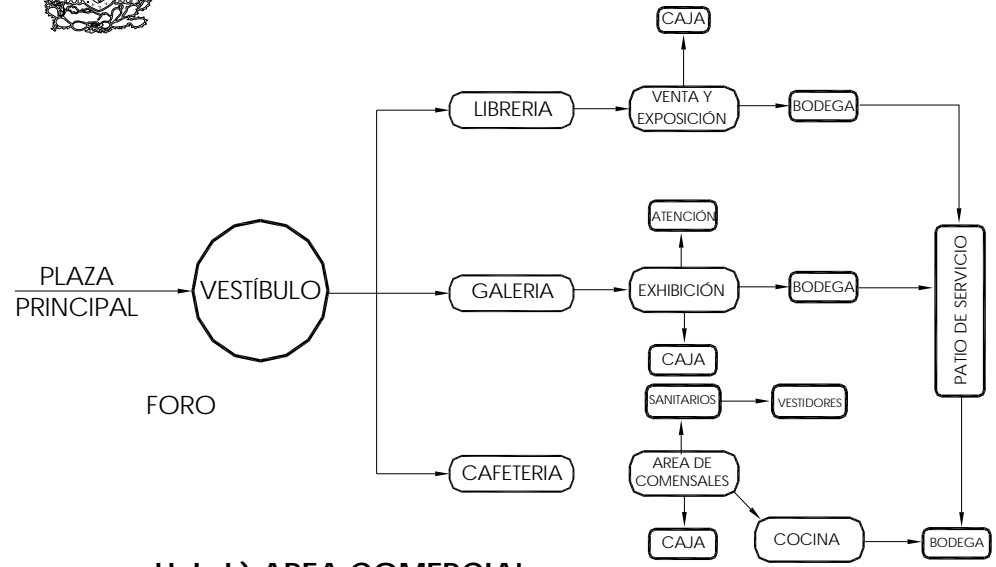 CAJA
LIBRERIA
VENTA Y
EXPOSICIÓN
BODEGA
ATENCIÓN
PLAZA
PRINCIPAL
VESTÍBULO
GALERIA
EXHIBICIÓN
BODEGA
PATIO DE SERVICIO
CAJA
FORO
SANITARIOS
VESTIDORES
CAFETERIA
AREA DE
COMENSALES
CAJA
COCINA
BODEGA
AREA COMERCIAL